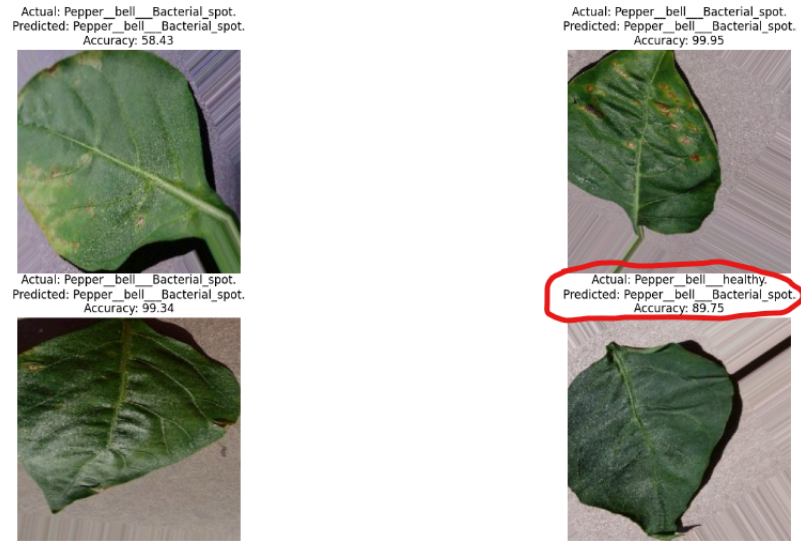 Actual: Pepper__bell___Bacterial_spot.
Predicted: Pepper__bell___Bacterial_spot.
Accuracy: 58.43
Actual: Pepper__bell___Bacterial_spot.
Predicted: Pepper__bell___Bacterial_spot.
Accuracy: 99.95
Actual: Pepper__bell___Bacterial_spot.
Predicted: Pepper__bell___Bacterial_spot.
Accuracy: 99.34
Actual: Pepper__bell___healthy.
Predicted: Pepper__bell___Bacterial_spot.
Accuracy: 89.75